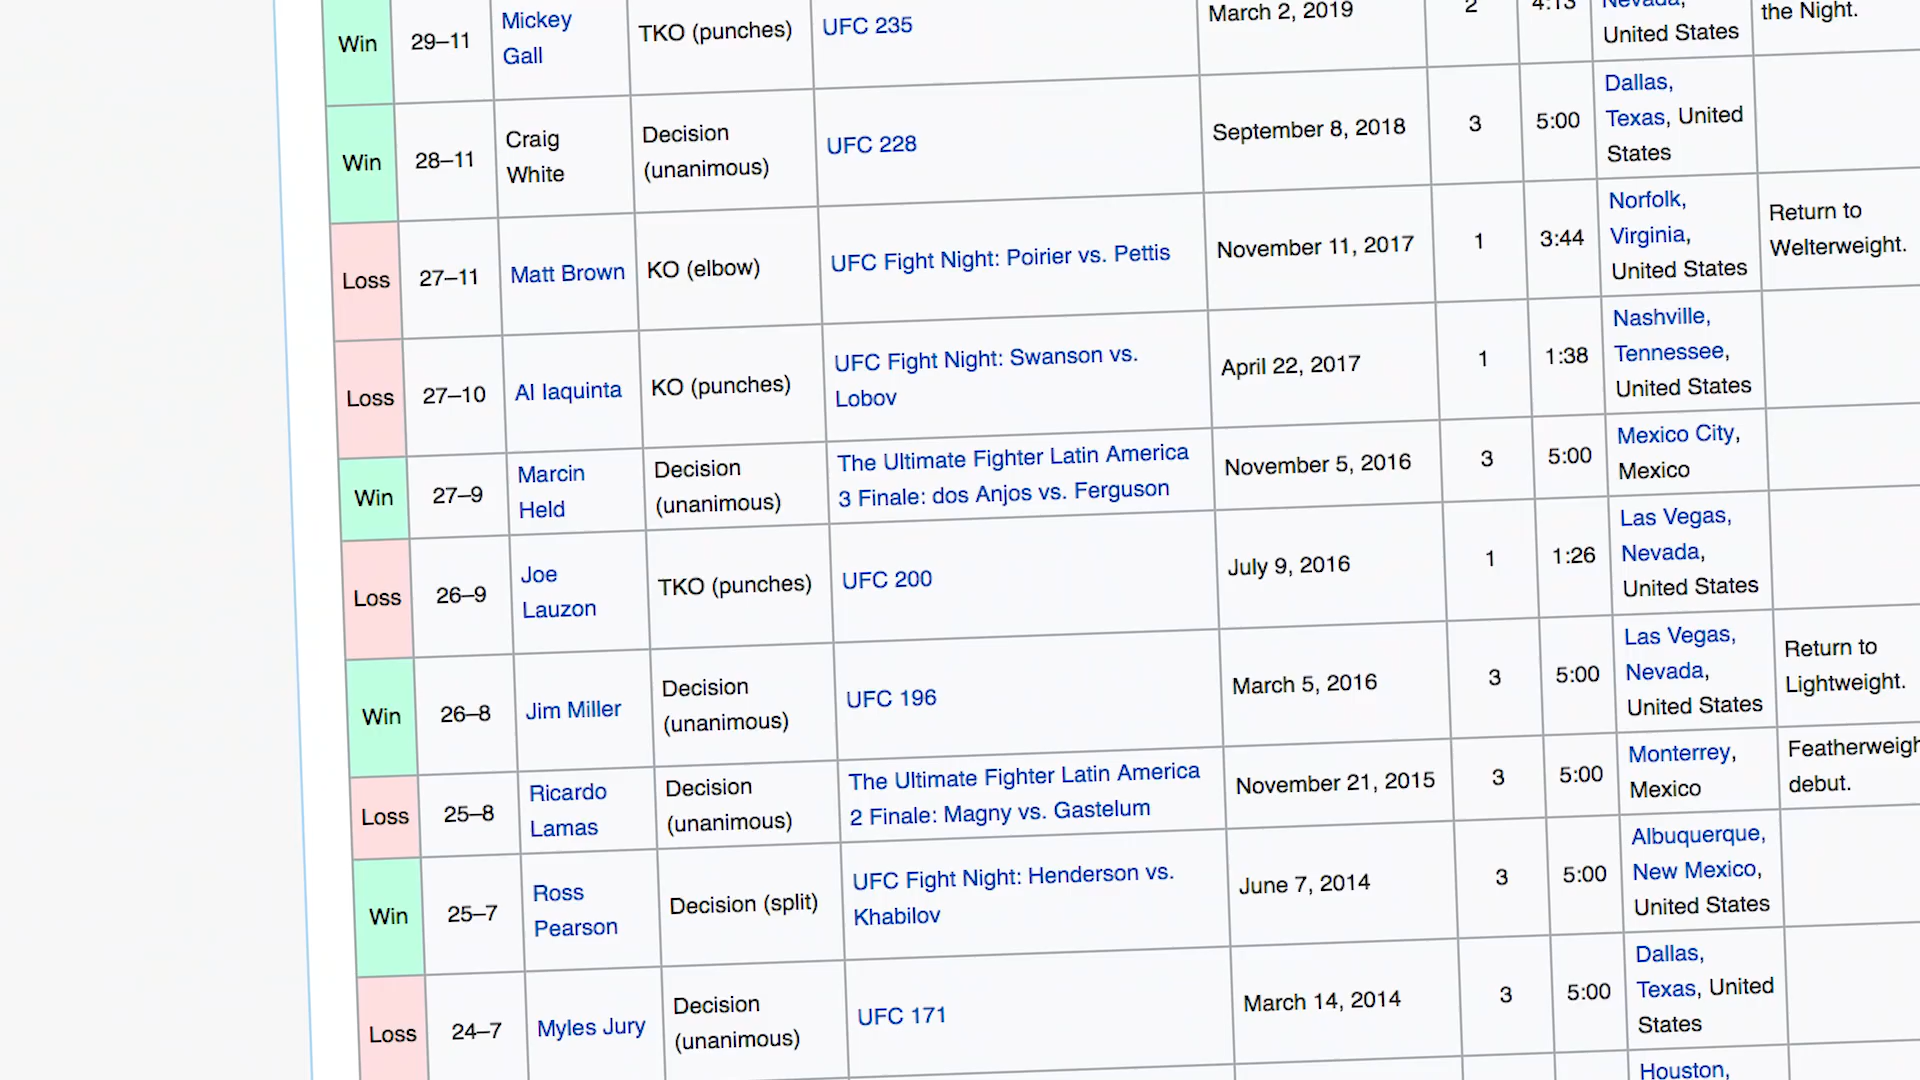 Win
29–11
Mickey
Gall
TKO (punches)
UFC 235
March 2, 2019
2
4:13
Nevada,
United States
the Night.
Win
28–11
Craig
White
Decision
(unanimous)
UFC 228
September 8, 2018
3
5:00
Dallas,
Texas, United
States
Loss
27–11
Matt Brown
KO (elbow)
UFC Fight Night: Poirier vs. Pettis
November 11, 2017
1
3:44
Norfolk,
Virginia,
United States
Return to
Welterweight.
Loss
27–10
Al Iaquinta
KO (punches)
UFC Fight Night: Swanson vs.
Lobov
April 22, 2017
1
1:38
Nashville,
Tennessee,
United States
Win
27–9
Marcin
Held
Decision
(unanimous)
The Ultimate Fighter Latin America
3 Finale: dos Anjos vs. Ferguson
November 5, 2016
3
5:00
Mexico City,
Mexico
Loss
26–9
Joe
Lauzon
TKO (punches)
UFC 200
July 9, 2016
1
1:26
Las Vegas,
Nevada,
United States
Win
26–8
Jim Miller
Decision
(unanimous)
UFC 196
March 5, 2016
3
5:00
Las Vegas,
Nevada,
United States
Return to
Lightweight.
Loss
25–8
Ricardo
Lamas
Decision
(unanimous)
The Ultimate Fighter Latin America
2 Finale: Magny vs. Gastelum
November 21, 2015
3
5:00
Monterrey,
Mexico
Featherweigh
debut.
Win
25–7
Ross
Pearson
Decision (split)
UFC Fight Night: Henderson vs.
Khabilov
June 7, 2014
3
5:00
Albuquerque,
New Mexico,
United States
Loss
24–7
Myles Jury
Decision
(unanimous)
UFC 171
March 14, 2014
3
5:00
Dallas,
Texas, United
States
Houston,